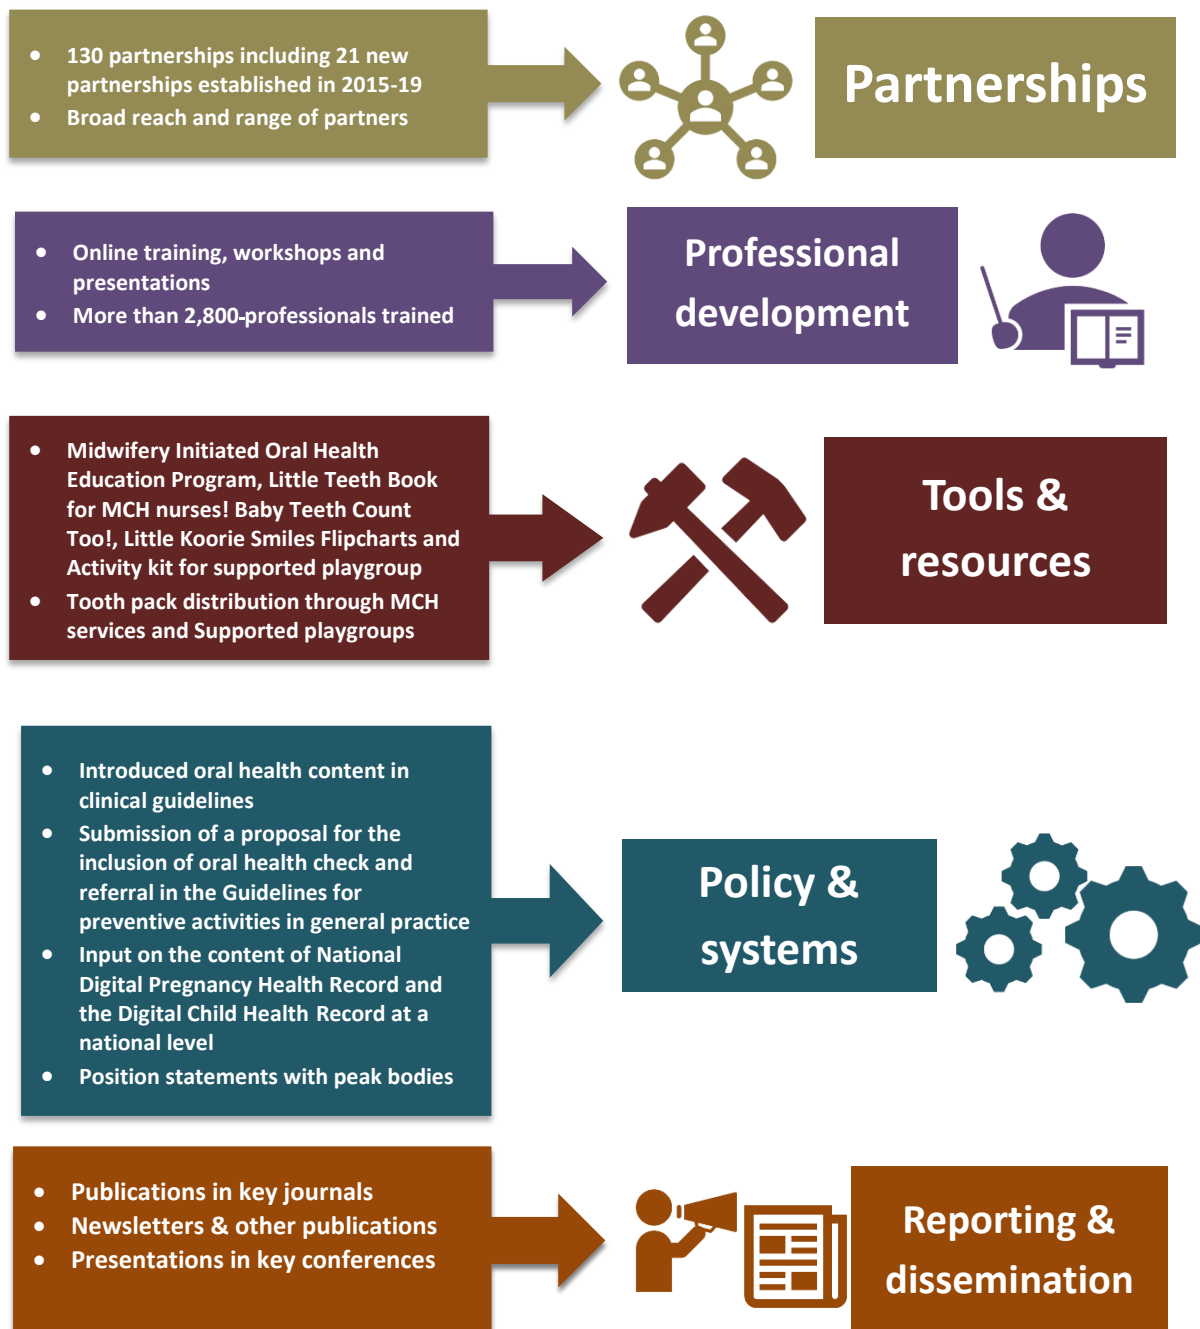 • 130 partnerships including 21 new
partnerships established in 2015-19
• Broad reach and range of partners
Partnerships
• Online training, workshops and
presentations
• More than 2,800-professionals trained
Professional
development
• Midwifery Initiated Oral Health
Education Program, Little Teeth Book
for MCH nurses! Baby Teeth Count
Too!, Little Koorie Smiles Flipcharts and
Activity kit for supported playgroup
• Tooth pack distribution through MCH
services and Supported playgroups
Tools &
resources
• Introduced oral health content in
clinical guidelines
• Submission of a proposal for the
inclusion of oral health check and
referral in the Guidelines for
preventive activities in general practice
• Input on the content of National
Digital Pregnancy Health Record and
the Digital Child Health Record at a
national level
• Position statements with peak bodies
Policy &
systems
• Publications in key journals
• Newsletters & other publications
• Presentations in key conferences
Reporting &
dissemination